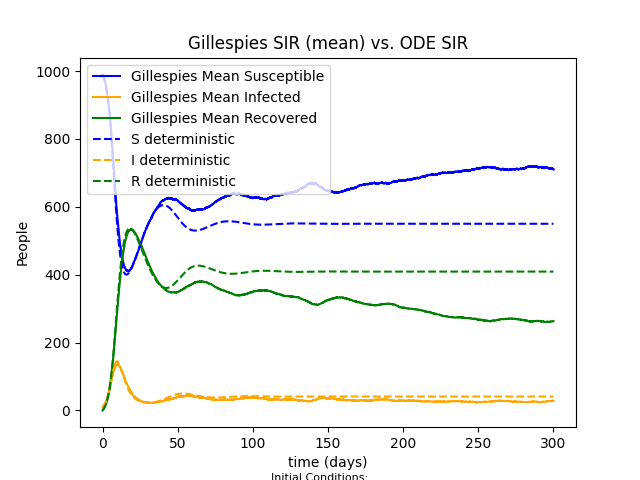 Gillespies SIR (mean) vs. ODE SIR
Gillespies Mean Susceptible
Gillespies Mean Infected
Gillespies Mean Recovered
S deterministic
I deterministic
R deterministic
1000
800
600
400
200
0
People
0 50 100 150 200 250 300
time (days)
Initial Conditions: